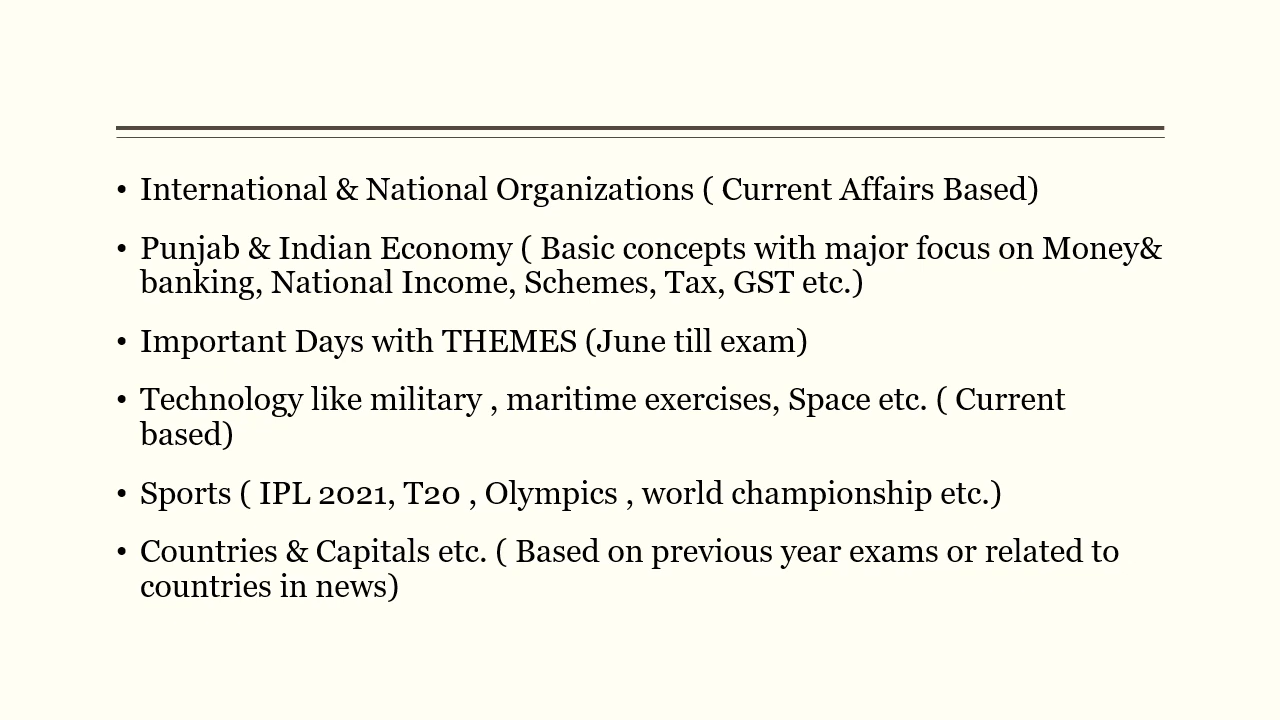 • International & National Organizations ( Current Affairs Based)
• Punjab & Indian Economy ( Basic concepts with major focus on Money&
banking, National Income, Schemes, Tax, GST etc.)
• Important Days with THEMES (June till exam)
• Technology like military , maritime exercises, Space etc. ( Current
based)
• Sports ( IPL 2021, T20 , Olympics , world championship etc.)
• Countries & Capitals etc. ( Based on previous year exams or related to
countries in news)